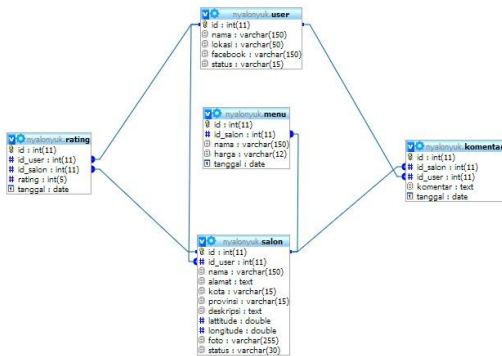 nyalonyuk.user
id : int(11)
nama : varchar(150)
lokasi : varchar(50)
facebook : varchar(150)
status : varchar(15)
nyalonyuk.menu
id : int(11)
id_salon : int(11)
nama : varchar(150)
harga : varchar(12)
tanggal : date
nyalonyuk.rating
id : int(11)
id_user : int(11)
id_salon : int(11)
rating : int(5)
tanggal : date
nyalonyuk.komentar
id : int(11)
id_salon : int(11)
id_user : int(11)
komentar : text
tanggal : date
nyalonyuk.salon
id : int(11)
id_user : int(11)
nama : varchar(150)
alamat : text
kota : varchar(15)
provinsi : varchar(15)
deskripsi : text
lattitude : double
longitude : double
foto : varchar(255)
status : varchar(30)